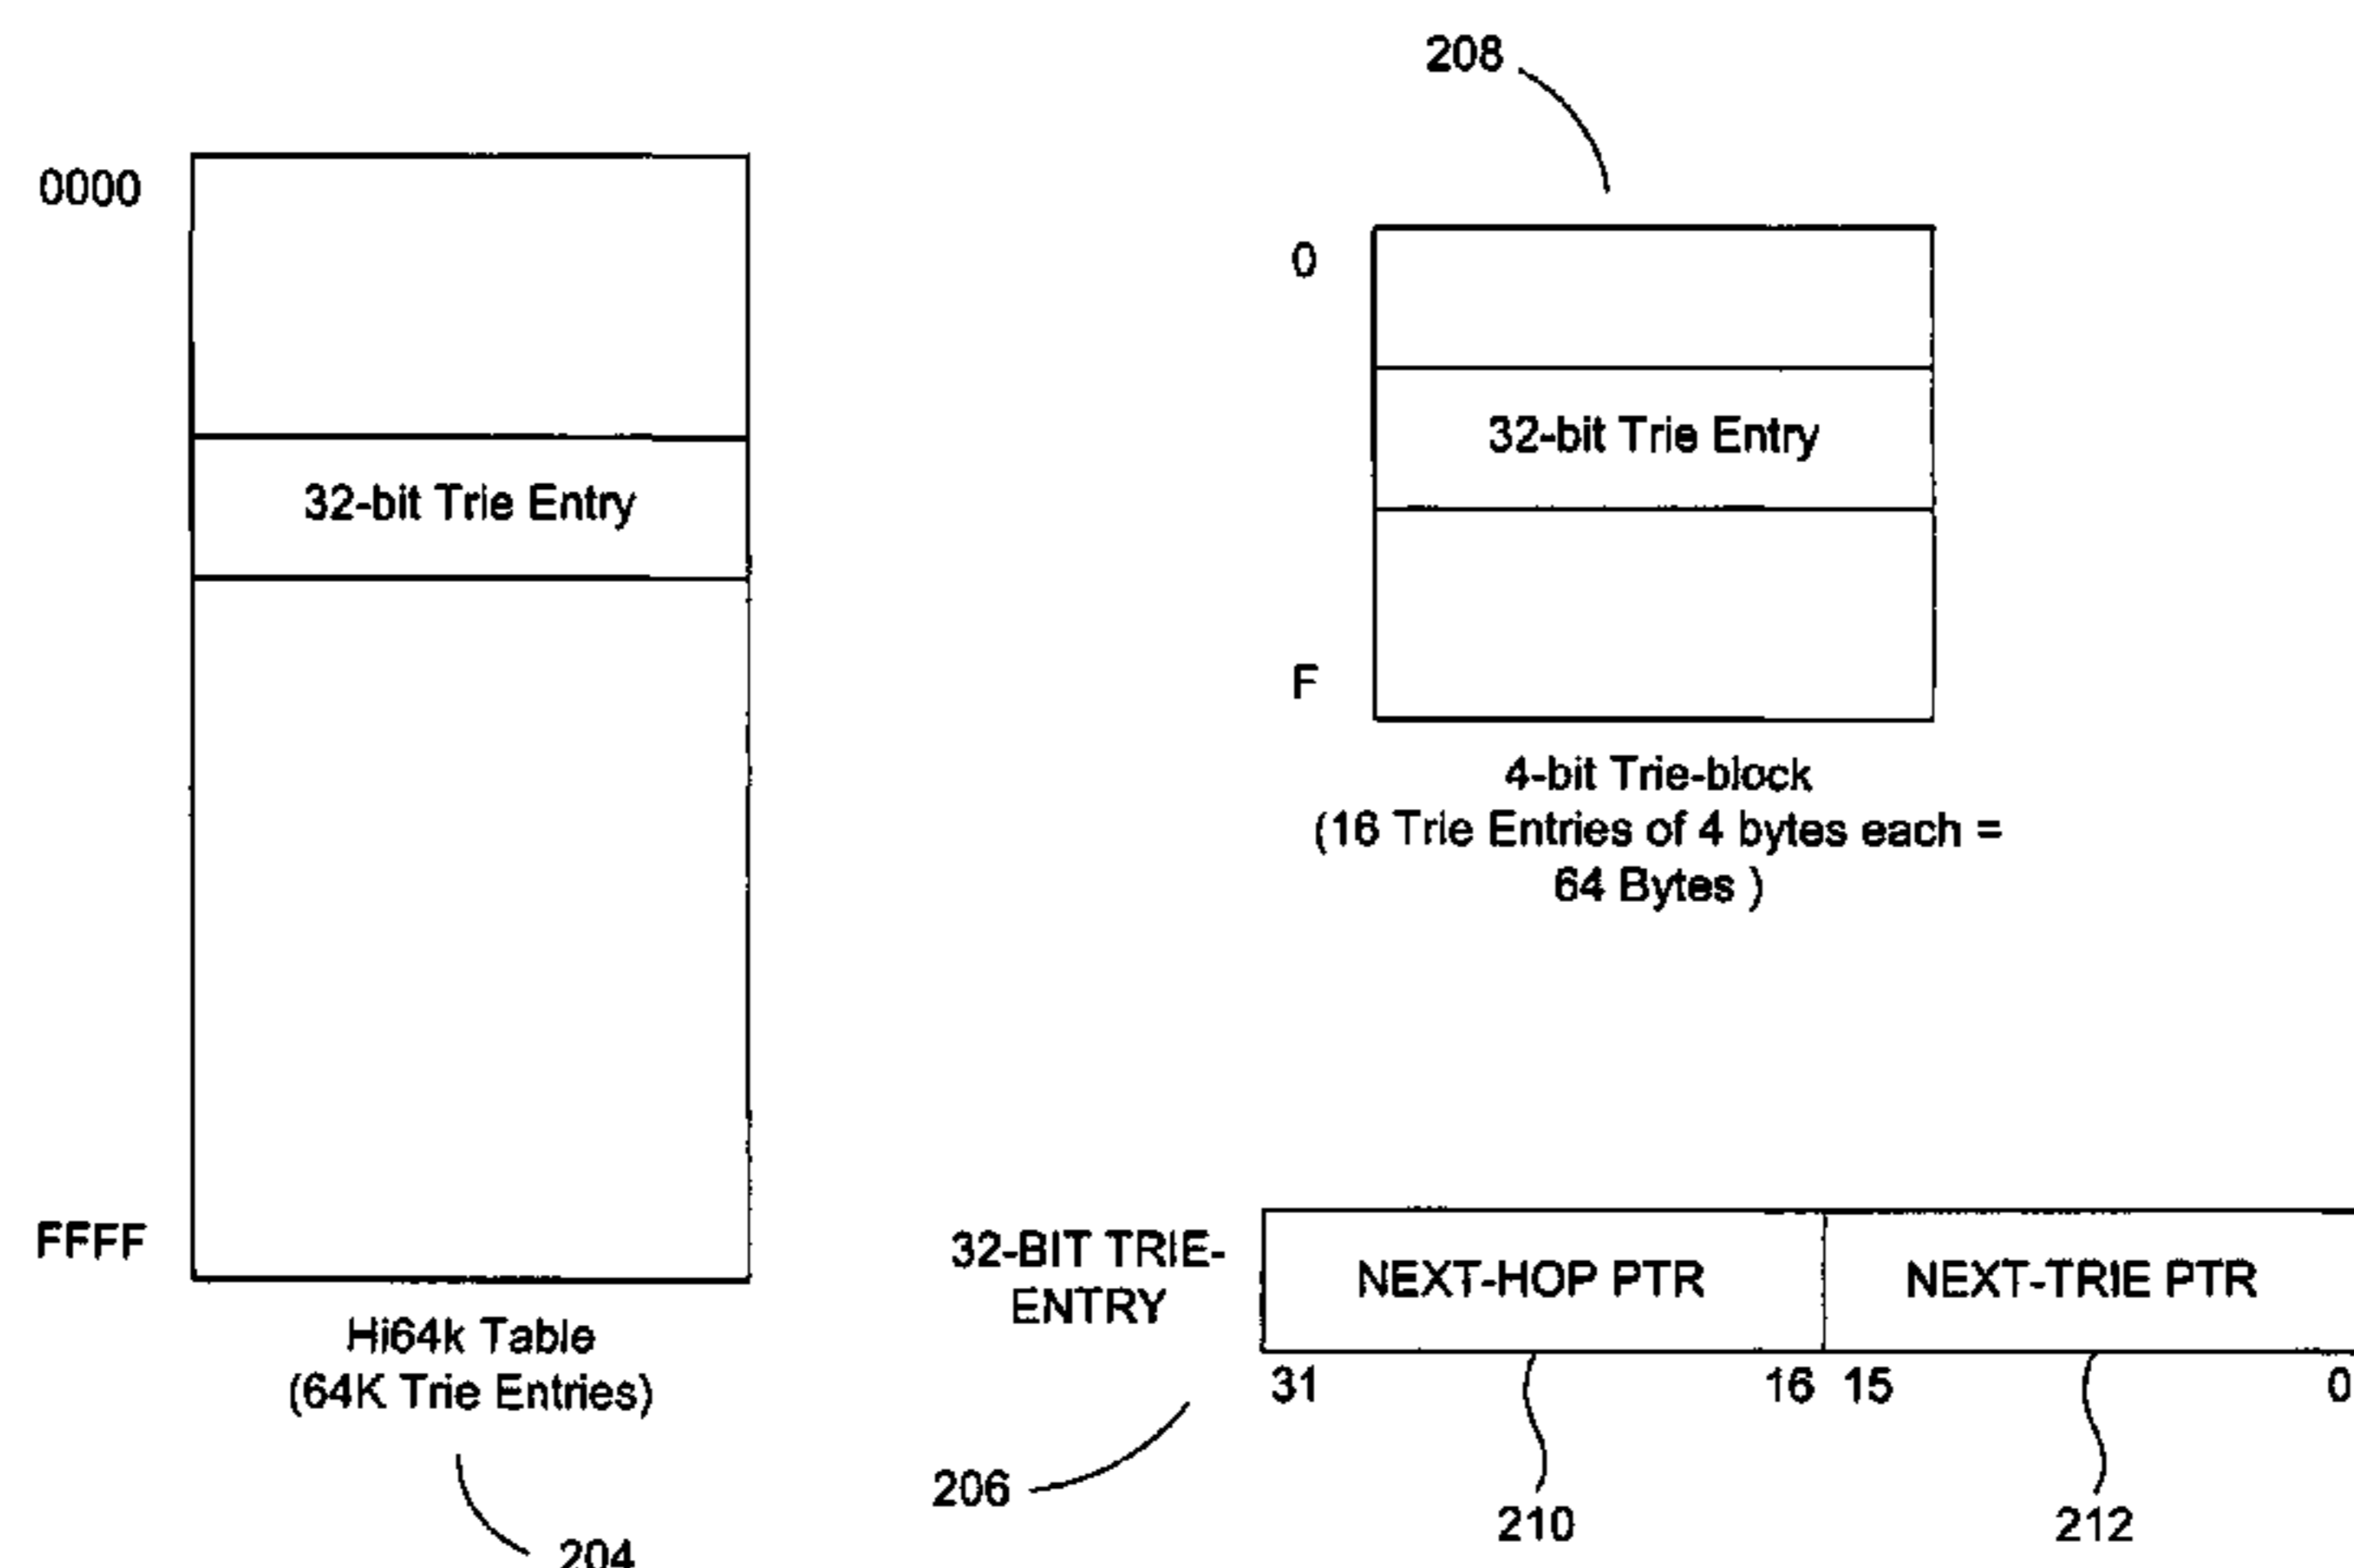 0000
32-bit Trie Entry
FFFF
Hi64k Table
(64K Trie Entries)
204
208
0
32-bit Trie Entry
F
4-bit Trie-block
(16 Trie Entries of 4 bytes each =
64 Bytes )
32-BIT TRIE-
ENTRY
NEXT-HOP PTR
NEXT-TRIE PTR
31
16
15
0
206
210
212